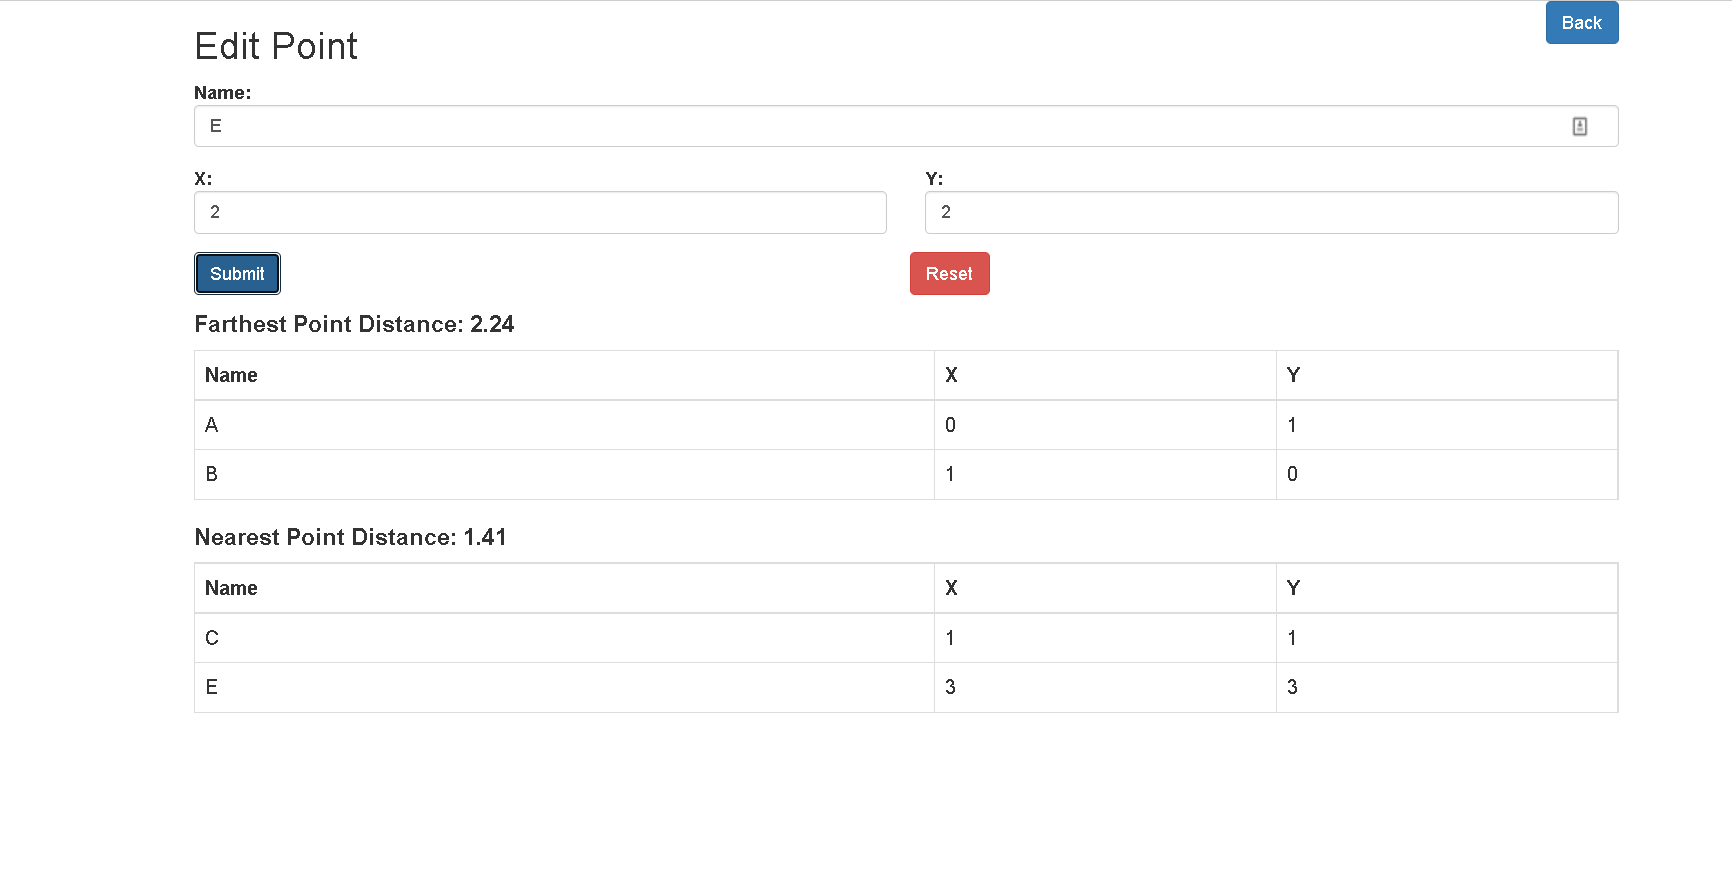 Back
Edit Point
Name:
E
X: Y:
2 2
Submit Reset
Farthest Point Distance: 2.24
Name X Y
A 0 1
B 1 0
Nearest Point Distance: 1.41
Name X Y
C 1 1
E 3 3